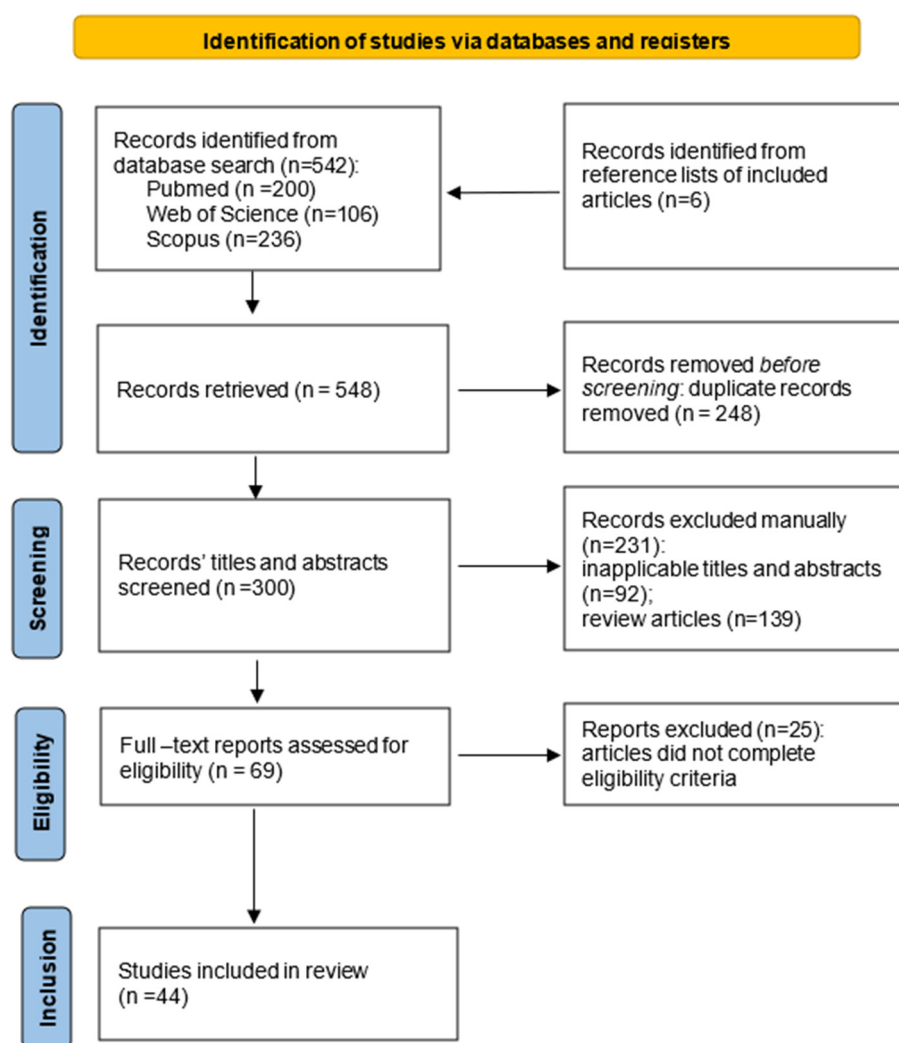 Identification of studies via databases and registers
Identification
Records identified from
database search (n=542):
Pubmed (n =200)
Web of Science (n=106)
Scopus (n=236)
Records identified from
reference lists of included
articles (n=6)
Records retrieved (n = 548)
Records removed before
screening: duplicate records
removed (n = 248)
Screening
Records’ titles and abstracts
screened (n =300)
Records excluded manually
(n=231):
inapplicable titles and abstracts
(n=92);
review articles (n=139)
Eligibility
Full –text reports assessed for
eligibility (n = 69)
Reports excluded (n=25):
articles did not complete
eligibility criteria
Inclusion
Studies included in review
(n =44)